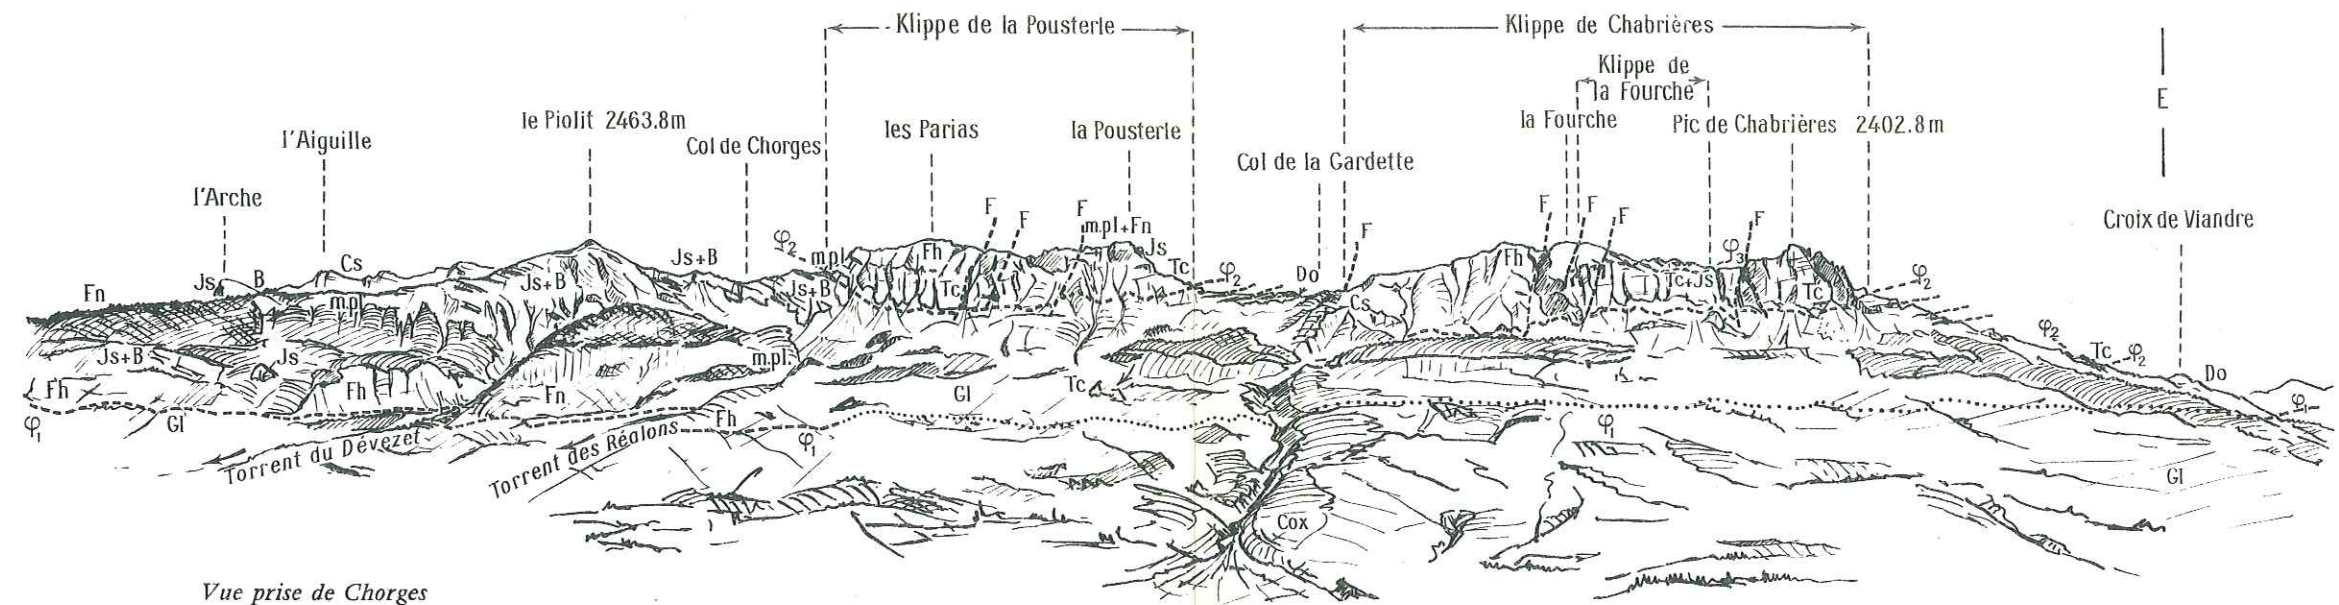 Klippe de la Pousterle
Klippe de Chabrières
Klippe de
la Fourche
E
l'Aiguille
le Piolit 2463.8m
Col de Chorges
les Parias
la Pousterle
Col de la Gardette
la Fourche
Pic de Chabrières 2402.8m
l'Arche
Croix de Viandre
F
F
F
F
F
F
F
F
φ₂
m.pl
Fh
m.pl+Fn
Js
Tc
φ₂
Do
Fh
φ₃
φ₂
Fn
Js
B
Cs
m.pl
Js+B
Js+B
Js+B
Tc
Cs
Tc+Js
Tc
φ₂
Tc
φ₂
Do
Js+B
Js
Fh
Fh
Fn
m.pl.
Tc
Gl
φ₁
φ₁
Gl
Torrent du Dévezet
Torrent des Réalons
Fh
φ₁
φ₁
Gl
Cox
Vue prise de Chorges